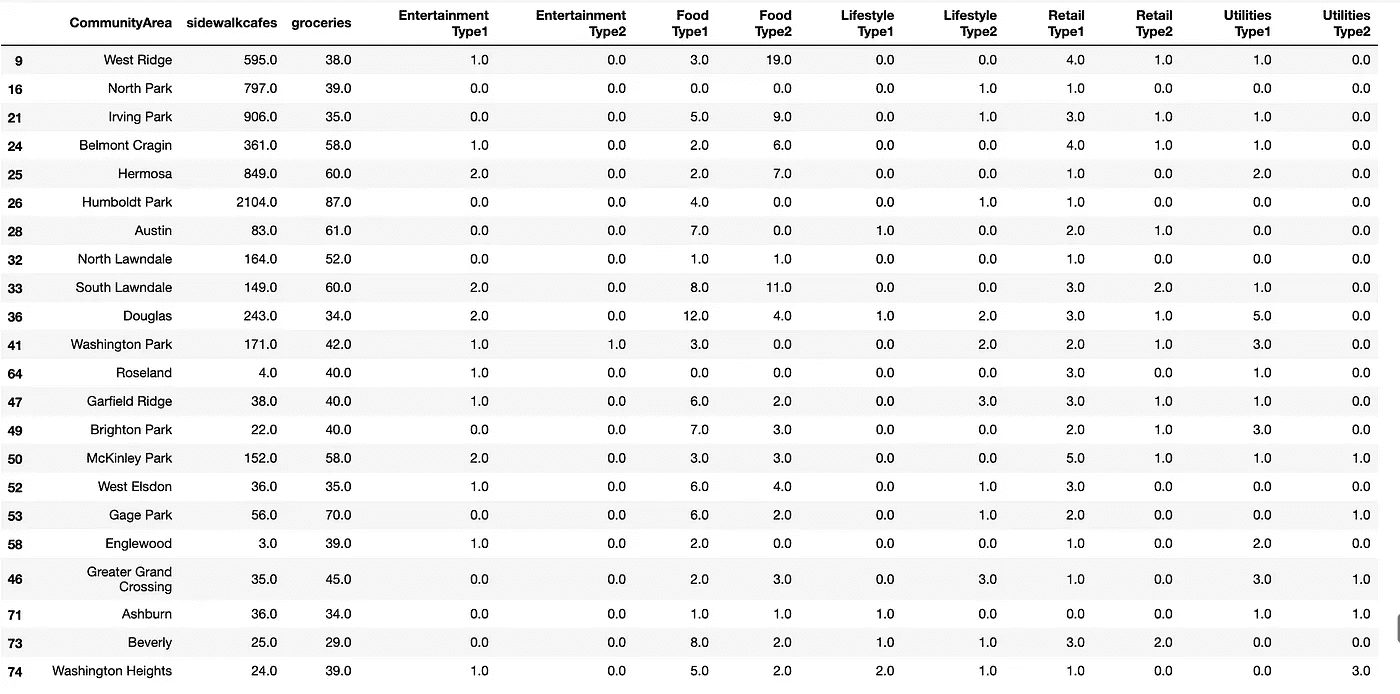 CommunityArea sidewalkcafes groceries Entertainment Type1 Entertainment Type2 Food Type1 Food Type2 Lifestyle Type1 Lifestyle Type2 Retail Type1 Retail Type2 Utilities Type1 Utilities Type2
9 West Ridge 595.0 38.0 1.0 0.0 3.0 19.0 0.0 0.0 4.0 1.0 1.0 0.0
16 North Park 797.0 39.0 0.0 0.0 0.0 0.0 0.0 1.0 1.0 0.0 0.0 0.0
21 Irving Park 906.0 35.0 0.0 0.0 5.0 9.0 0.0 1.0 3.0 1.0 1.0 0.0
24 Belmont Cragin 361.0 58.0 1.0 0.0 2.0 6.0 0.0 0.0 4.0 1.0 1.0 0.0
25 Hermosa 849.0 60.0 2.0 0.0 2.0 7.0 0.0 0.0 1.0 0.0 2.0 0.0
26 Humboldt Park 2104.0 87.0 0.0 0.0 4.0 0.0 0.0 1.0 1.0 0.0 0.0 0.0
28 Austin 83.0 61.0 0.0 0.0 7.0 0.0 1.0 0.0 2.0 1.0 0.0 0.0
32 North Lawndale 164.0 52.0 0.0 0.0 1.0 1.0 0.0 0.0 1.0 0.0 0.0 0.0
33 South Lawndale 149.0 60.0 2.0 0.0 8.0 11.0 0.0 0.0 3.0 2.0 1.0 0.0
36 Douglas 243.0 34.0 2.0 0.0 12.0 4.0 1.0 2.0 3.0 1.0 5.0 0.0
41 Washington Park 171.0 42.0 1.0 1.0 3.0 0.0 0.0 2.0 2.0 1.0 3.0 0.0
64 Roseland 4.0 40.0 1.0 0.0 0.0 0.0 0.0 0.0 3.0 0.0 1.0 0.0
47 Garfield Ridge 38.0 40.0 1.0 0.0 6.0 2.0 0.0 3.0 3.0 1.0 1.0 0.0
49 Brighton Park 22.0 40.0 0.0 0.0 7.0 3.0 0.0 0.0 2.0 1.0 3.0 0.0
50 McKinley Park 152.0 58.0 2.0 0.0 3.0 3.0 0.0 0.0 5.0 1.0 1.0 1.0
52 West Elsdon 36.0 35.0 1.0 0.0 6.0 4.0 0.0 1.0 3.0 0.0 0.0 0.0
53 Gage Park 56.0 70.0 0.0 0.0 6.0 2.0 0.0 1.0 2.0 0.0 0.0 1.0
58 Englewood 3.0 39.0 1.0 0.0 2.0 0.0 0.0 0.0 1.0 0.0 2.0 0.0
46 Greater Grand Crossing 35.0 45.0 0.0 0.0 2.0 3.0 0.0 3.0 1.0 0.0 3.0 1.0
71 Ashburn 36.0 34.0 0.0 0.0 1.0 1.0 1.0 0.0 0.0 0.0 1.0 1.0
73 Beverly 25.0 29.0 0.0 0.0 8.0 2.0 1.0 1.0 3.0 2.0 0.0 0.0
74 Washington Heights 24.0 39.0 1.0 0.0 5.0 2.0 2.0 1.0 1.0 0.0 0.0 3.0